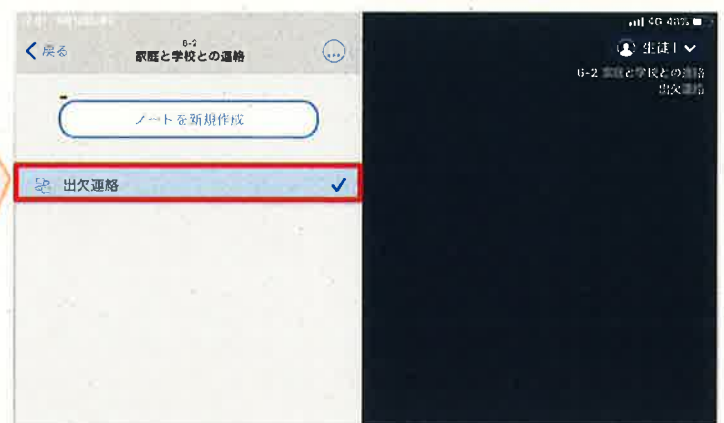 戻る
6-2
家庭と学校との連絡
ノートを新規作成
出欠連絡
4G 43%
生徒1
6-2 家庭と学校との連絡
出欠連絡